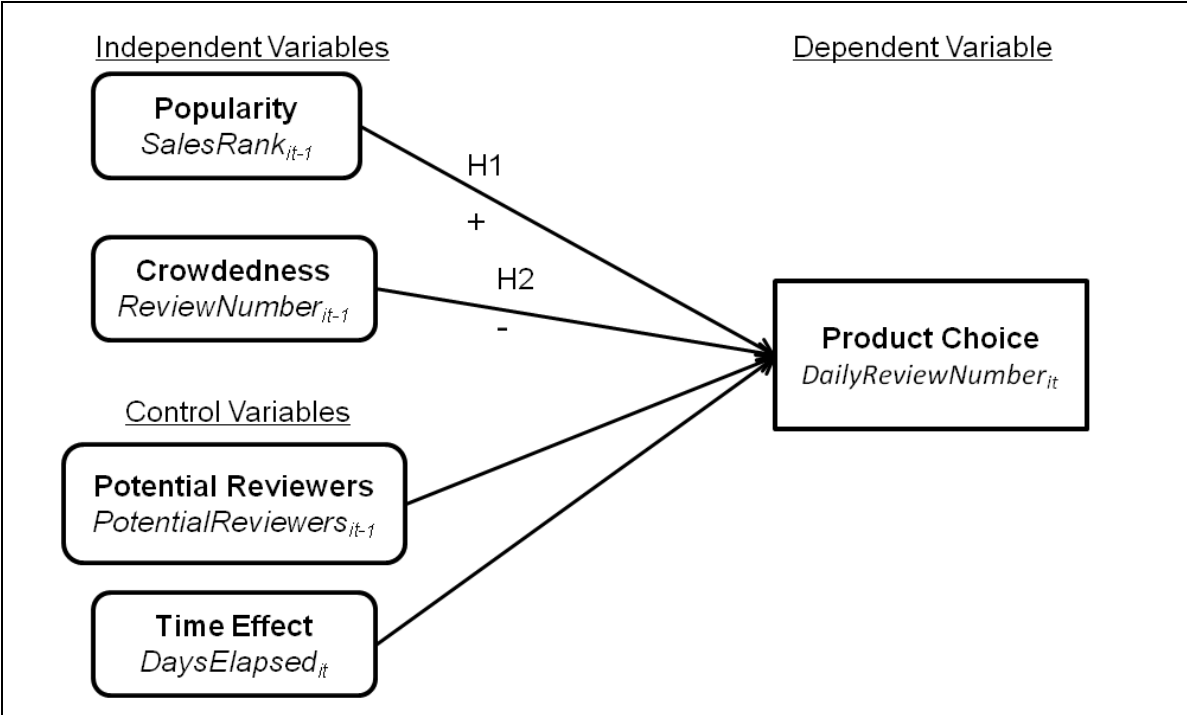 Independent Variables
Dependent Variable
Popularity
SalesRank_it-1
H1
+
Crowdedness
ReviewNumber_it-1
H2
-
Product Choice
DailyReviewNumber_it
Control Variables
Potential Reviewers
PotentialReviewers_it-1
Time Effect
DaysElapsed_it